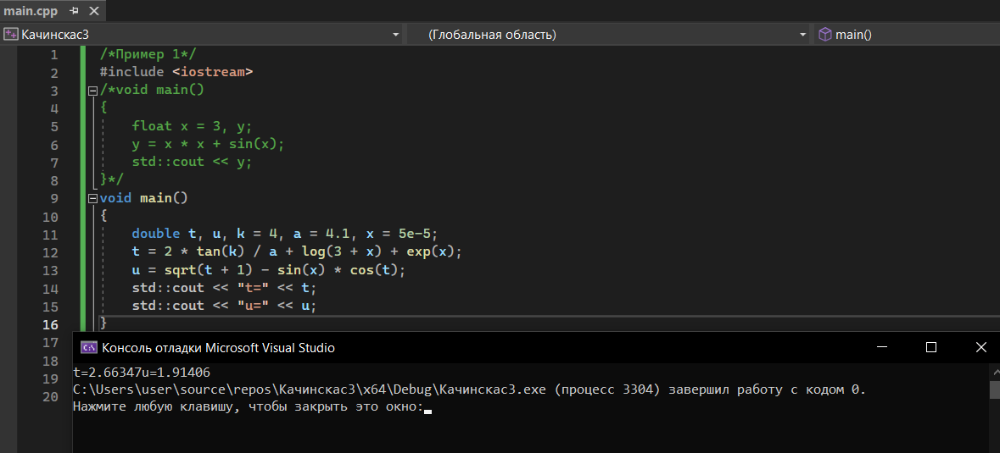 main.cpp
Качинскас3 (Глобальная область) main()
1 /*Пример 1*/
2 #include <iostream>
3 /*void main()
4 {
5 float x = 3, y;
6 y = x * x + sin(x);
7 std::cout << y;
8 }*/
9 void main()
10 {
11 double t, u, k = 4, a = 4.1, x = 5e-5;
12 t = 2 * tan(k) / a + log(3 + x) + exp(x);
13 u = sqrt(t + 1) - sin(x) * cos(t);
14 std::cout << "t=" << t;
15 std::cout << "u=" << u;
16 }
17
18
19
20
Консоль отладки Microsoft Visual Studio
t=2.66347u=1.91406
C:\Users\user\source\repos\Качинскас3\x64\Debug\Качинскас3.exe (процесс 3304) завершил работу с кодом 0.
Нажмите любую клавишу, чтобы закрыть это окно: